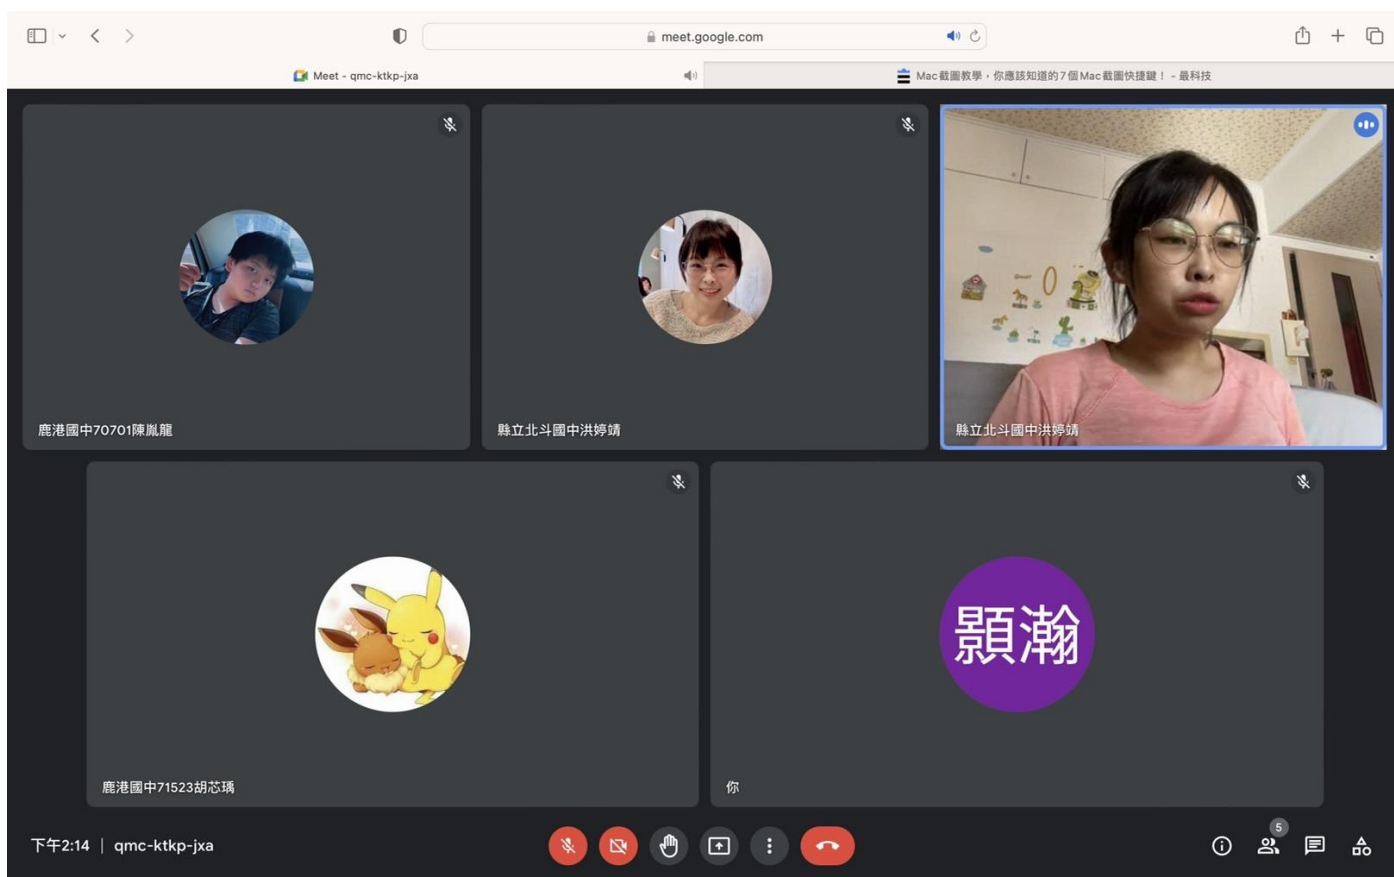 meet.google.com
Meet - qmc-ktkp-jxa
Mac截圖教學，你應該知道的7個Mac截圖快捷鍵！ - 最科技
鹿港國中70701陳胤龍
縣立北斗國中洪婷靖
縣立北斗國中洪婷靖
顥瀚
鹿港國中71523胡芯瑀
你
5
下午2:14 | qmc-ktkp-jxa